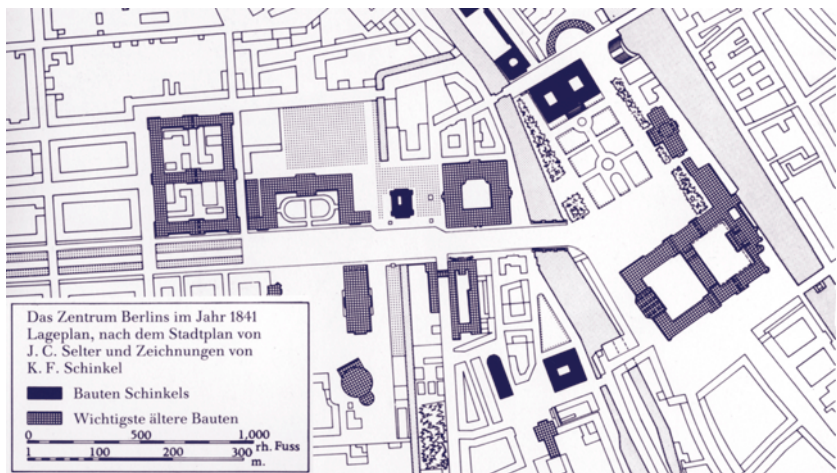 Das Zentrum Berlins im Jahr 1841
Lageplan, nach dem Stadtplan von
J. C. Selter und Zeichnungen von
K. F. Schinkel
Bauten Schinkels
Wichtigste ältere Bauten
0 500 1,000
rh. Fuss
1 100 200 300
m.